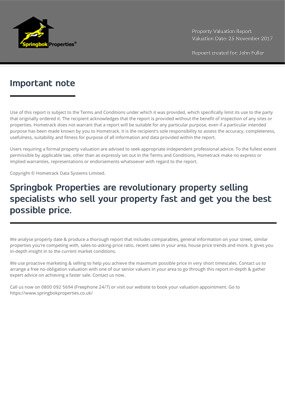 Springbok Properties
Property Valuation Report
Valuation Date: 25 November 2017
Report created for: John Fuller
Important note
Use of this report is subject to the Terms and Conditions under which it was provided, which specifically limit its use to the party
that originally ordered it. The recipient acknowledges that the report is provided without the benefit of inspection of any sites or
properties. Hometrack does not warrant that a report will be suitable for any particular purpose, even if a particular intended
purpose has been made known by you to Hometrack. It is the recipient's sole responsibility to assess the accuracy, completeness,
usefulness, suitability and fitness for purpose of all information and data provided within the report.
Users requiring a formal property valuation are advised to seek appropriate independent professional advice. To the fullest extent
permissible by applicable law, other than as expressly set out in the Terms and Conditions, Hometrack make no express or
implied warranties, representations or endorsements whatsoever with regard to the report.
Copyright © Hometrack Data Systems Limited.
Springbok Properties are revolutionary property selling
specialists who sell your property fast and get you the best
possible price.
We analyse property data & produce a thorough report that includes comparables, general information on your street, similar
properties you're competing with, sales to asking price ratio, recent sales in your area, house price trends and more. It gives you
in-depth insight in to the current market conditions.
We use proactive marketing & selling to help you achieve the maximum possible price in very short timescales. Contact us to
arrange a free no-obligation valuation with one of our senior valuers in your area to go through this report in-depth & gather
expert advice on achieving a faster sale. Contact us now.
Call us now on 0800 092 5694 (Freephone 24/7) or visit our website to book your valuation appointment. Go to
https://www.springbokproperties.co.uk/